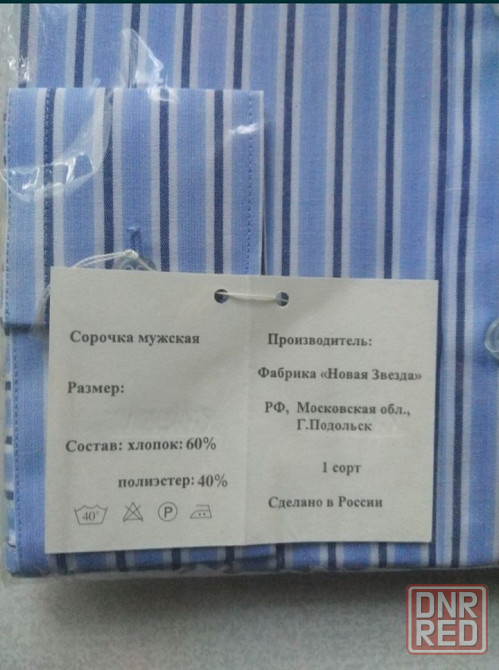 Сорочка мужская
Размер:
Состав: хлопок: 60%
полиэстер: 40%
40°
P
Производитель:
Фабрика «Новая Звезда»
РФ, Московская обл.,
Г.Подольск
1 сорт
Сделано в России
DNR
RED